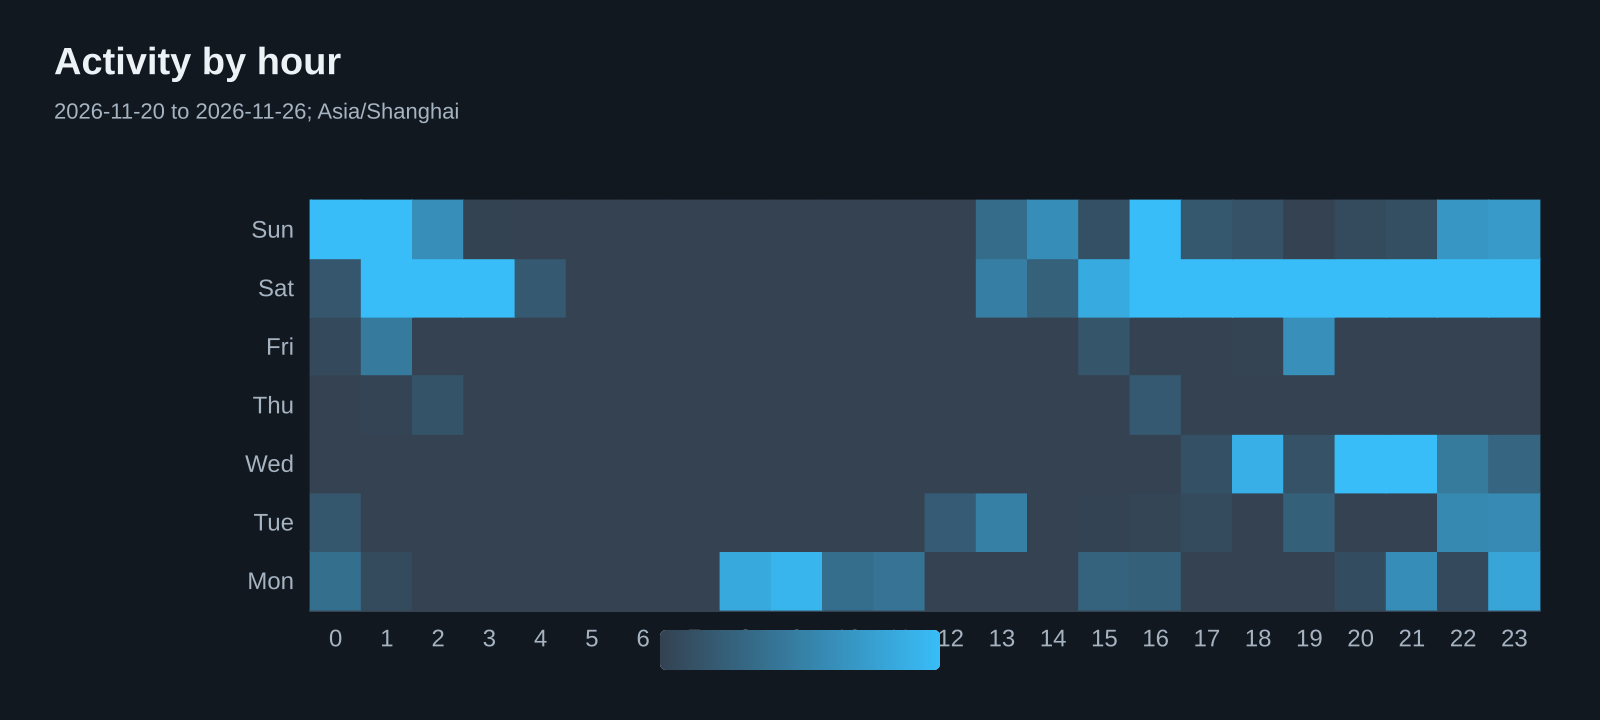 Activity by hour
2026-11-20 to 2026-11-26; Asia/Shanghai
Sun
Sat
Fri
Thu
Wed
Tue
Mon
0 1 2 3 4 5 6 12 13 14 15 16 17 18 19 20 21 22 23